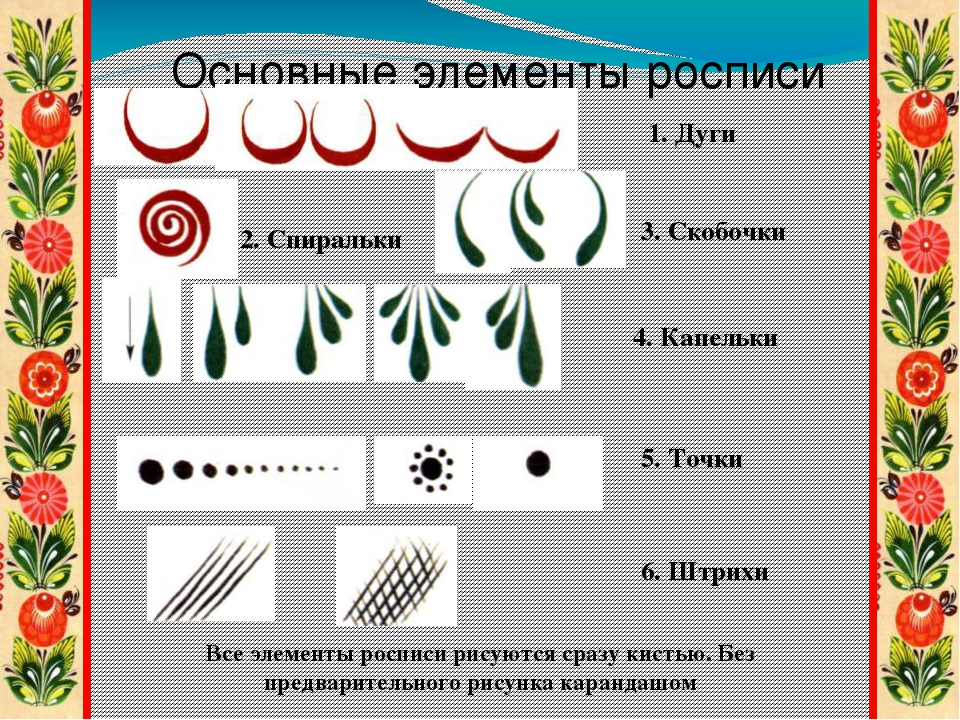 Основные элементы росписи
1. Дуги
2. Спиральки
3. Скобочки
4. Капельки
5. Точки
6. Штрихи
Все элементы росписи рисуются сразу кистью. Без
предварительного рисунка карандашом